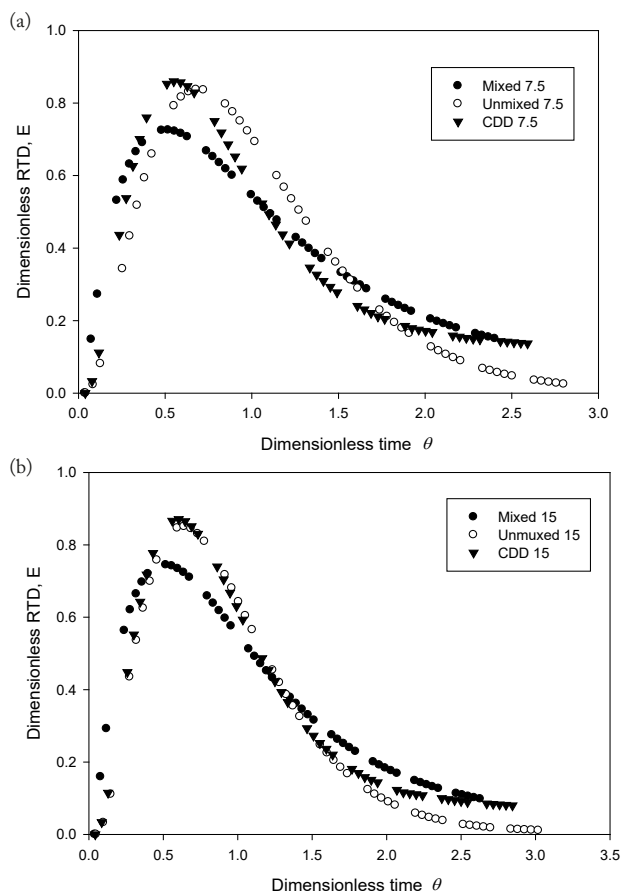 (a)
1.0
0.8
0.6
0.4
0.2
0.0
Dimensionless RTD, E
Mixed 7.5
Unmixed 7.5
CDD 7.5
0.0 0.5 1.0 1.5 2.0 2.5 3.0
Dimensionless time θ
(b)
1.0
0.8
0.6
0.4
0.2
0.0
Dimensionless RTD, E
Mixed 15
Unmuxed 15
CDD 15
0.0 0.5 1.0 1.5 2.0 2.5 3.0 3.5
Dimensionless time θ